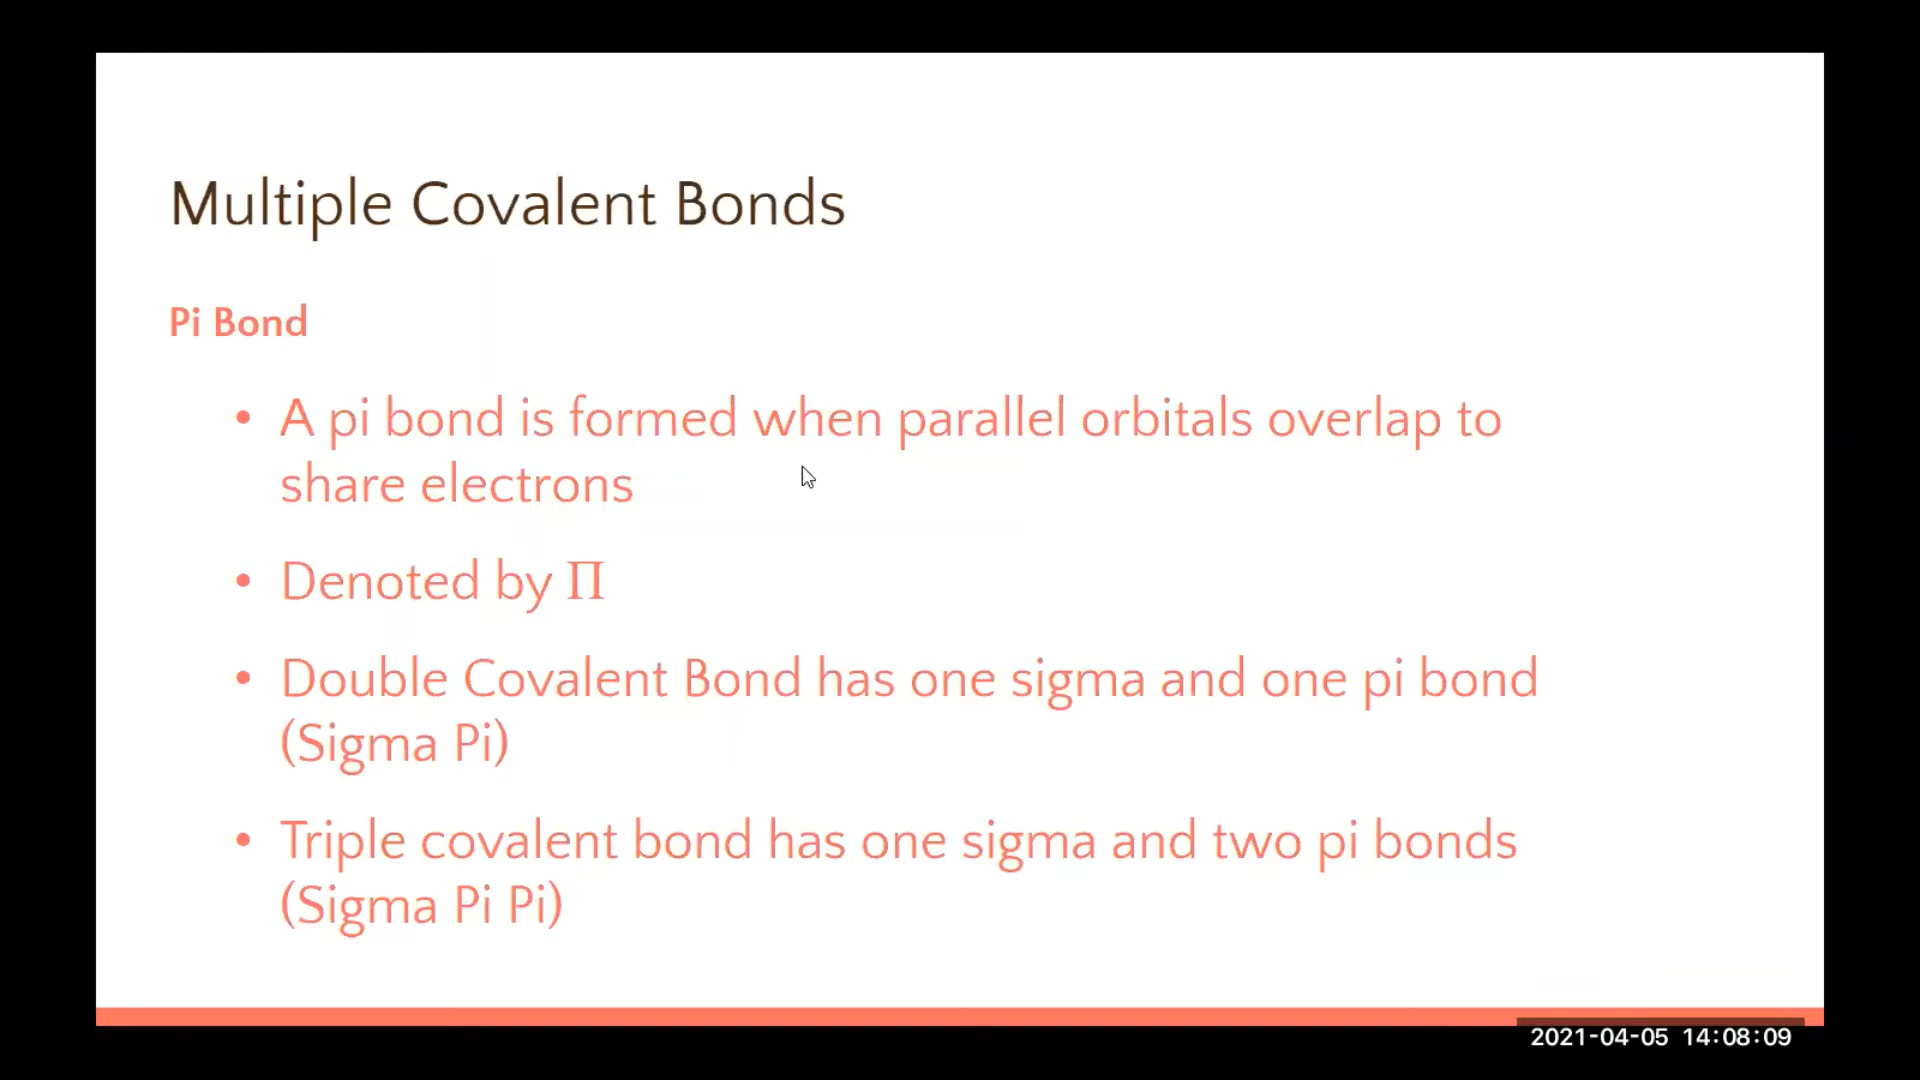 Multiple Covalent Bonds
Pi Bond
• A pi bond is formed when parallel orbitals overlap to
share electrons
• Denoted by Π
• Double Covalent Bond has one sigma and one pi bond
(Sigma Pi)
• Triple covalent bond has one sigma and two pi bonds
(Sigma Pi Pi)
2021-04-05 14:08:09